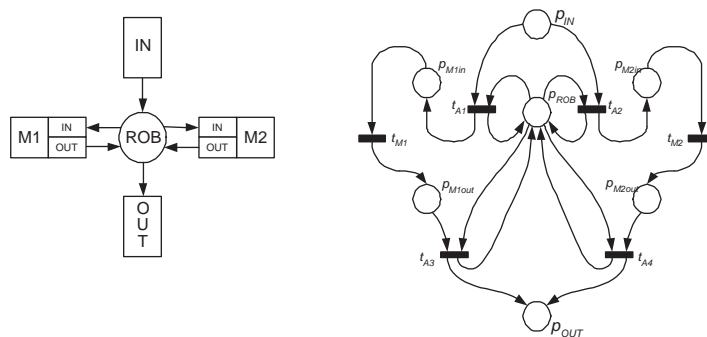 IN
M1
IN
OUT
ROB
IN
OUT
M2
O
U
T
p_IN
p_M1in
p_M2in
p_ROB
t_A1
t_A2
t_M1
t_M2
p_M1out
p_M2out
t_A3
t_A4
p_OUT